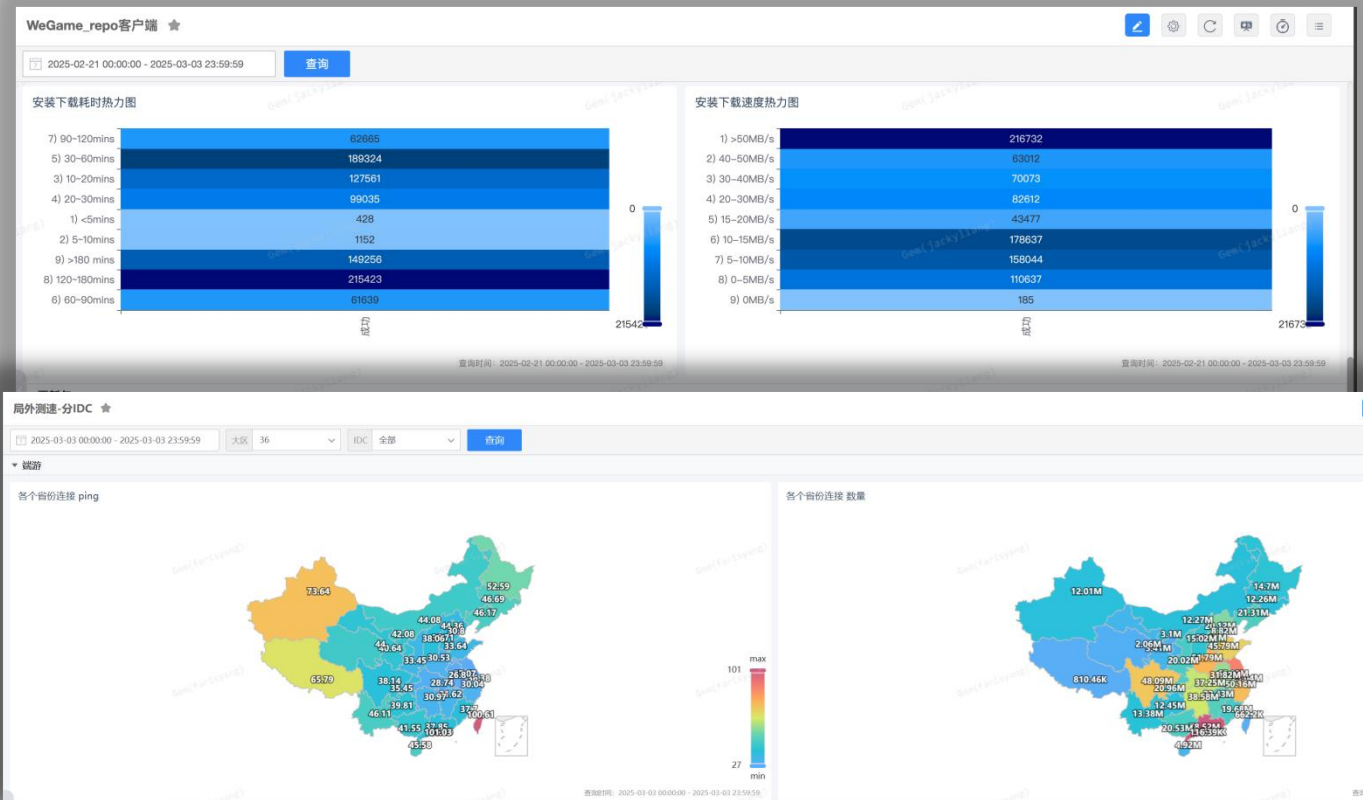 WeGame_repo客户端
2025-02-21 00:00:00 - 2025-03-03 23:59:59
查询
安装下载耗时热力图
7) 90~120mins
62665
5) 30~60mins
189324
3) 10~20mins
127561
4) 20~30mins
99035
1) <5mins
428
2) 5~10mins
1152
9) >180 mins
149256
8) 120~180mins
215423
6) 60~90mins
61639
成功
0
21542
查询时间：2025-02-21 00:00:00 - 2025-03-03 23:59:59
安装下载速度热力图
1) >50MB/s
216732
2) 40~50MB/s
63012
3) 30~40MB/s
70073
4) 20~30MB/s
82612
5) 15~20MB/s
43477
6) 10~15MB/s
178637
7) 5~10MB/s
158044
8) 0~5MB/s
110637
9) 0MB/s
185
成功
0
21673
查询时间：2025-02-21 00:00:00 - 2025-03-03 23:59:59
局外测速-分IDC
2025-03-03 00:00:00 - 2025-03-03 23:59:59
大区 36
IDC 全部
查询
端游
各个省份连接 ping
73.64
65.79
52.59
46.69
46.17
44.08
42.08
33.64
33.45
30.53
38.14
35.45
28.74
30.04
39.81
46.11
41.55
37.85
101.03
100.61
45.58
max
101
27
min
查询时间：2025-03-03 00:00:00 - 2025-03-03 23:59:59
各个省份连接 数量
12.01M
810.46K
14.7M
12.26M
21.31M
12.27M
3.1M
15.02M
2.06M
45.79M
20.02M
48.09M
20.96M
31.82M
37.25M
38.58M
12.45M
13.38M
19.68M
662.2K
20.53M
4.92M